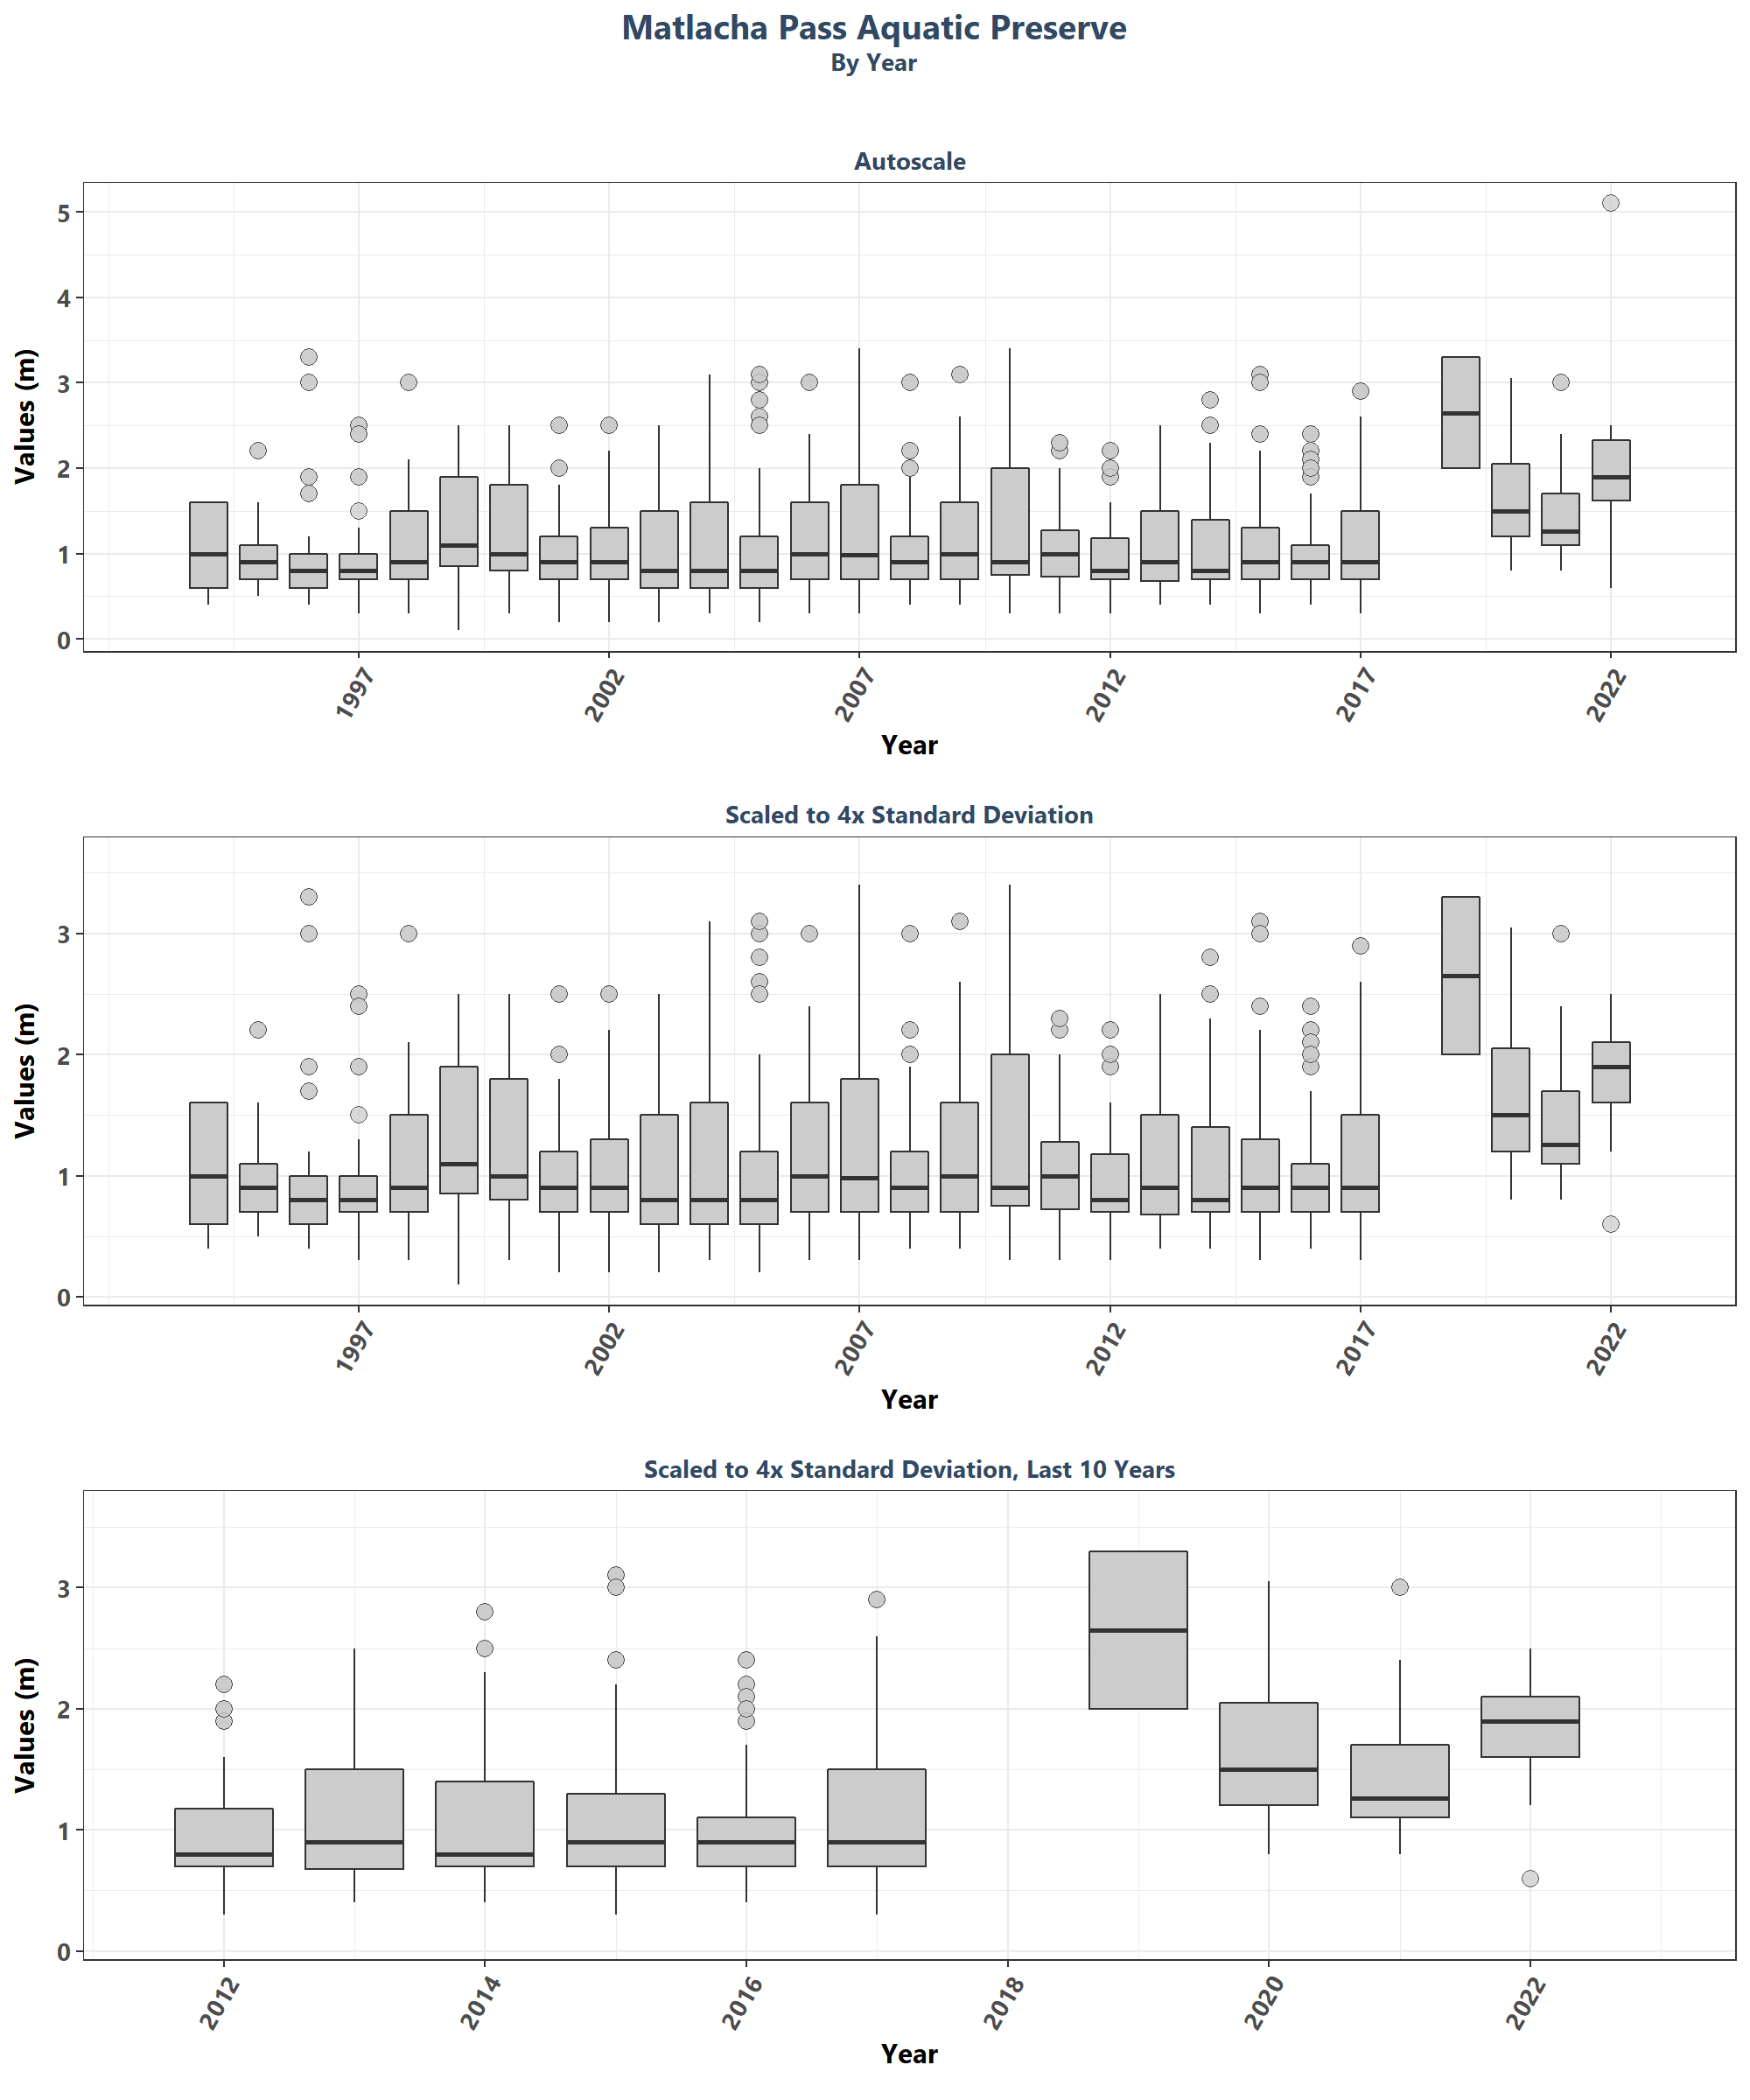 Matlacha Pass Aquatic Preserve
By Year
Autoscale
Values (m)
5
4
3
2
1
0
1997
2002
2007
2012
2017
2022
Year
Scaled to 4x Standard Deviation
Values (m)
3
2
1
0
1997
2002
2007
2012
2017
2022
Year
Scaled to 4x Standard Deviation, Last 10 Years
Values (m)
3
2
1
0
2012
2014
2016
2018
2020
2022
Year